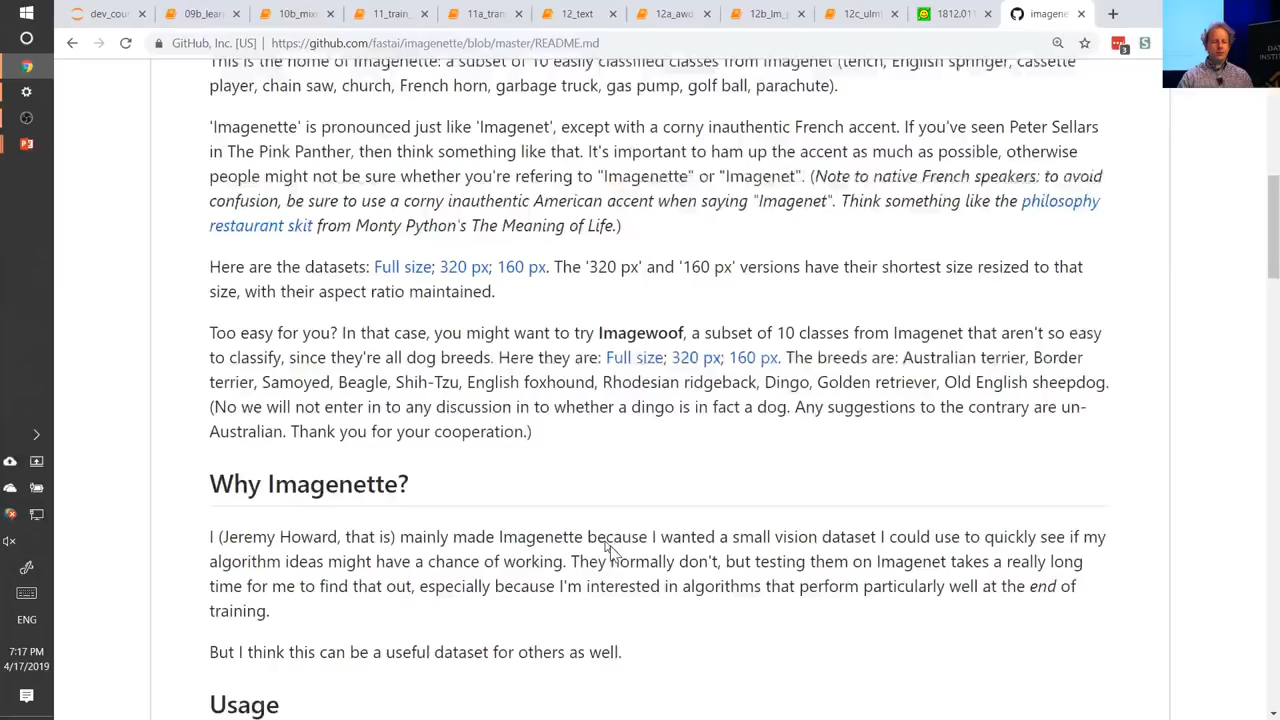 dev_cour
09b_learn
10b_mix
11_train_
11a_tran
12_text
12a_awd
12b_lm_p
12c_ulmf
1812.011
imagene
GitHub, Inc. [US] | https://github.com/fastai/imagenette/blob/master/README.md
3
This is the home of Imagenette: a subset of 10 easily classified classes from Imagenet (tench, English springer, cassette
player, chain saw, church, French horn, garbage truck, gas pump, golf ball, parachute).
'Imagenette' is pronounced just like 'Imagenet', except with a corny inauthentic French accent. If you've seen Peter Sellars
in The Pink Panther, then think something like that. It's important to ham up the accent as much as possible, otherwise
people might not be sure whether you're refering to "Imagenette" or "Imagenet". (Note to native French speakers: to avoid
confusion, be sure to use a corny inauthentic American accent when saying "Imagenet". Think something like the philosophy
restaurant skit from Monty Python's The Meaning of Life.)
Here are the datasets: Full size; 320 px; 160 px. The '320 px' and '160 px' versions have their shortest size resized to that
size, with their aspect ratio maintained.
Too easy for you? In that case, you might want to try Imagewoof, a subset of 10 classes from Imagenet that aren't so easy
to classify, since they're all dog breeds. Here they are: Full size; 320 px; 160 px. The breeds are: Australian terrier, Border
terrier, Samoyed, Beagle, Shih-Tzu, English foxhound, Rhodesian ridgeback, Dingo, Golden retriever, Old English sheepdog.
(No we will not enter in to any discussion in to whether a dingo is in fact a dog. Any suggestions to the contrary are un-
Australian. Thank you for your cooperation.)
Why Imagenette?
I (Jeremy Howard, that is) mainly made Imagenette because I wanted a small vision dataset I could use to quickly see if my
algorithm ideas might have a chance of working. They normally don't, but testing them on Imagenet takes a really long
time for me to find that out, especially because I'm interested in algorithms that perform particularly well at the end of
training.
But I think this can be a useful dataset for others as well.
Usage
ENG
7:17 PM
4/17/2019